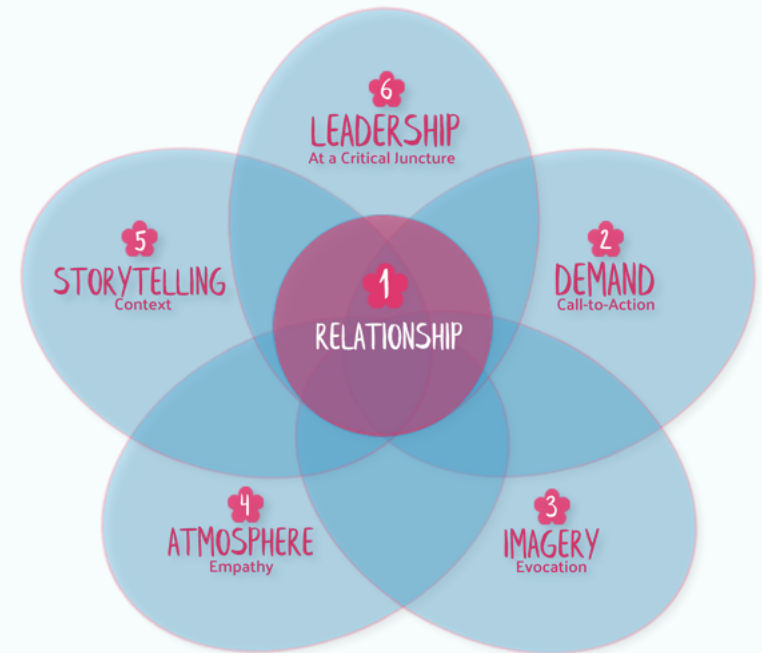 6
LEADERSHIP
At a Critical Juncture
5
STORYTELLING
Context
2
DEMAND
Call-to-Action
1
RELATIONSHIP
4
ATMOSPHERE
Empathy
3
IMAGERY
Evocation